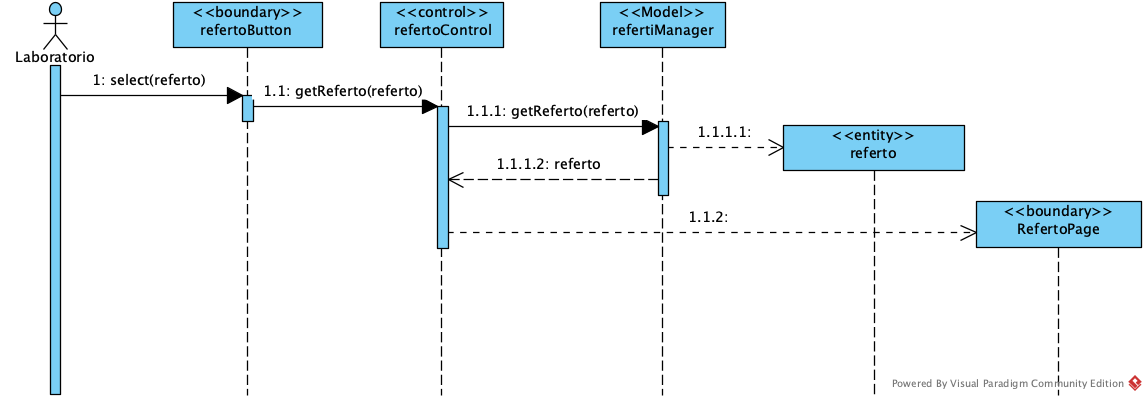 <<boundary>>
refertoButton
<<control>>
refertoControl
<<Model>>
refertiManager
Laboratorio
1: select(referto)
1.1: getReferto(referto)
1.1.1: getReferto(referto)
1.1.1.1:
<<entity>>
referto
1.1.1.2: referto
1.1.2:
<<boundary>>
RefertoPage
Powered By Visual Paradigm Community Edition